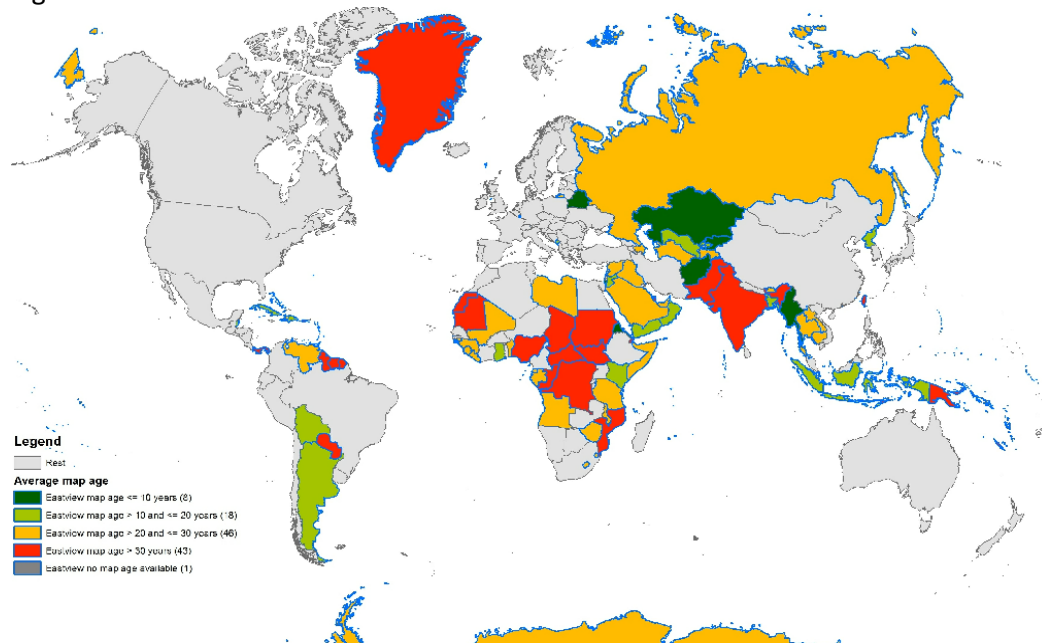 Legend
Rest
Average map age
Eastview map age <= 10 years (8)
Eastview map age > 10 and <= 20 years (18)
Eastview map age > 20 and <= 30 years (46)
Eastview map age > 30 years (43)
Eastview no map age available (1)